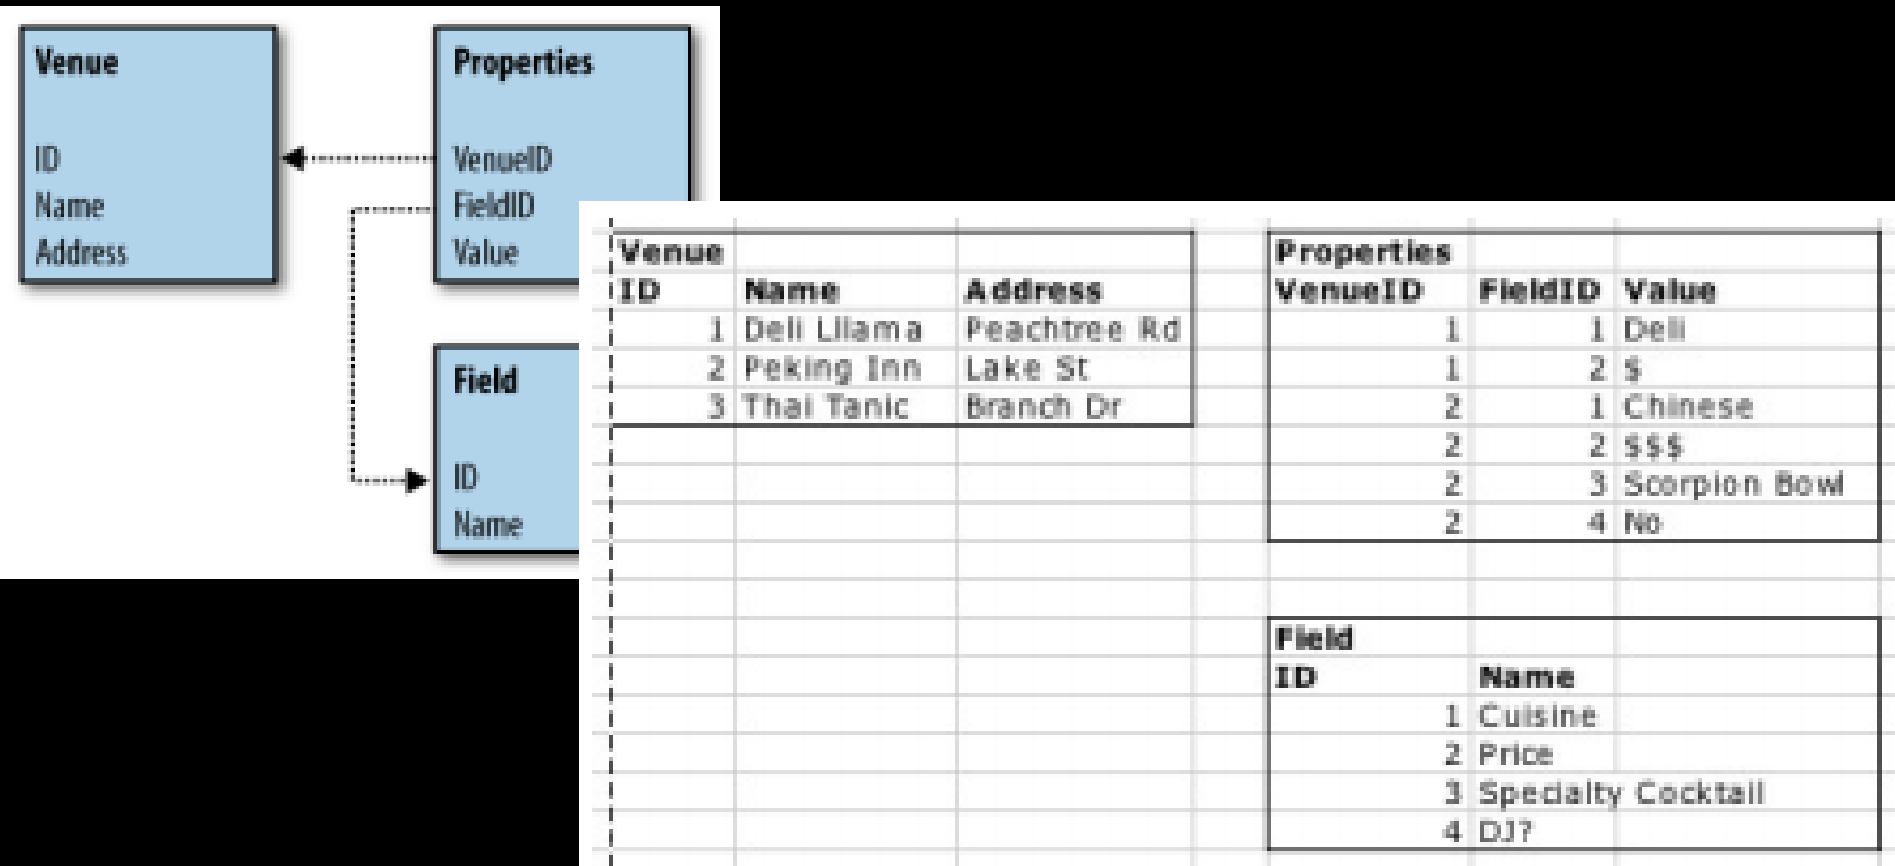 Venue
ID
Name
Address
Properties
VenueID
FieldID
Value
Field
ID
Name
Venue
ID Name Address
1 Deli Llama Peachtree Rd
2 Peking Inn Lake St
3 Thai Tanic Branch Dr
Properties
VenueID FieldID Value
1 1 Deli
1 2 $
2 1 Chinese
2 2 $$$
2 3 Scorpion Bowl
2 4 No
Field
ID Name
1 Cuisine
2 Price
3 Specialty Cocktail
4 DJ?